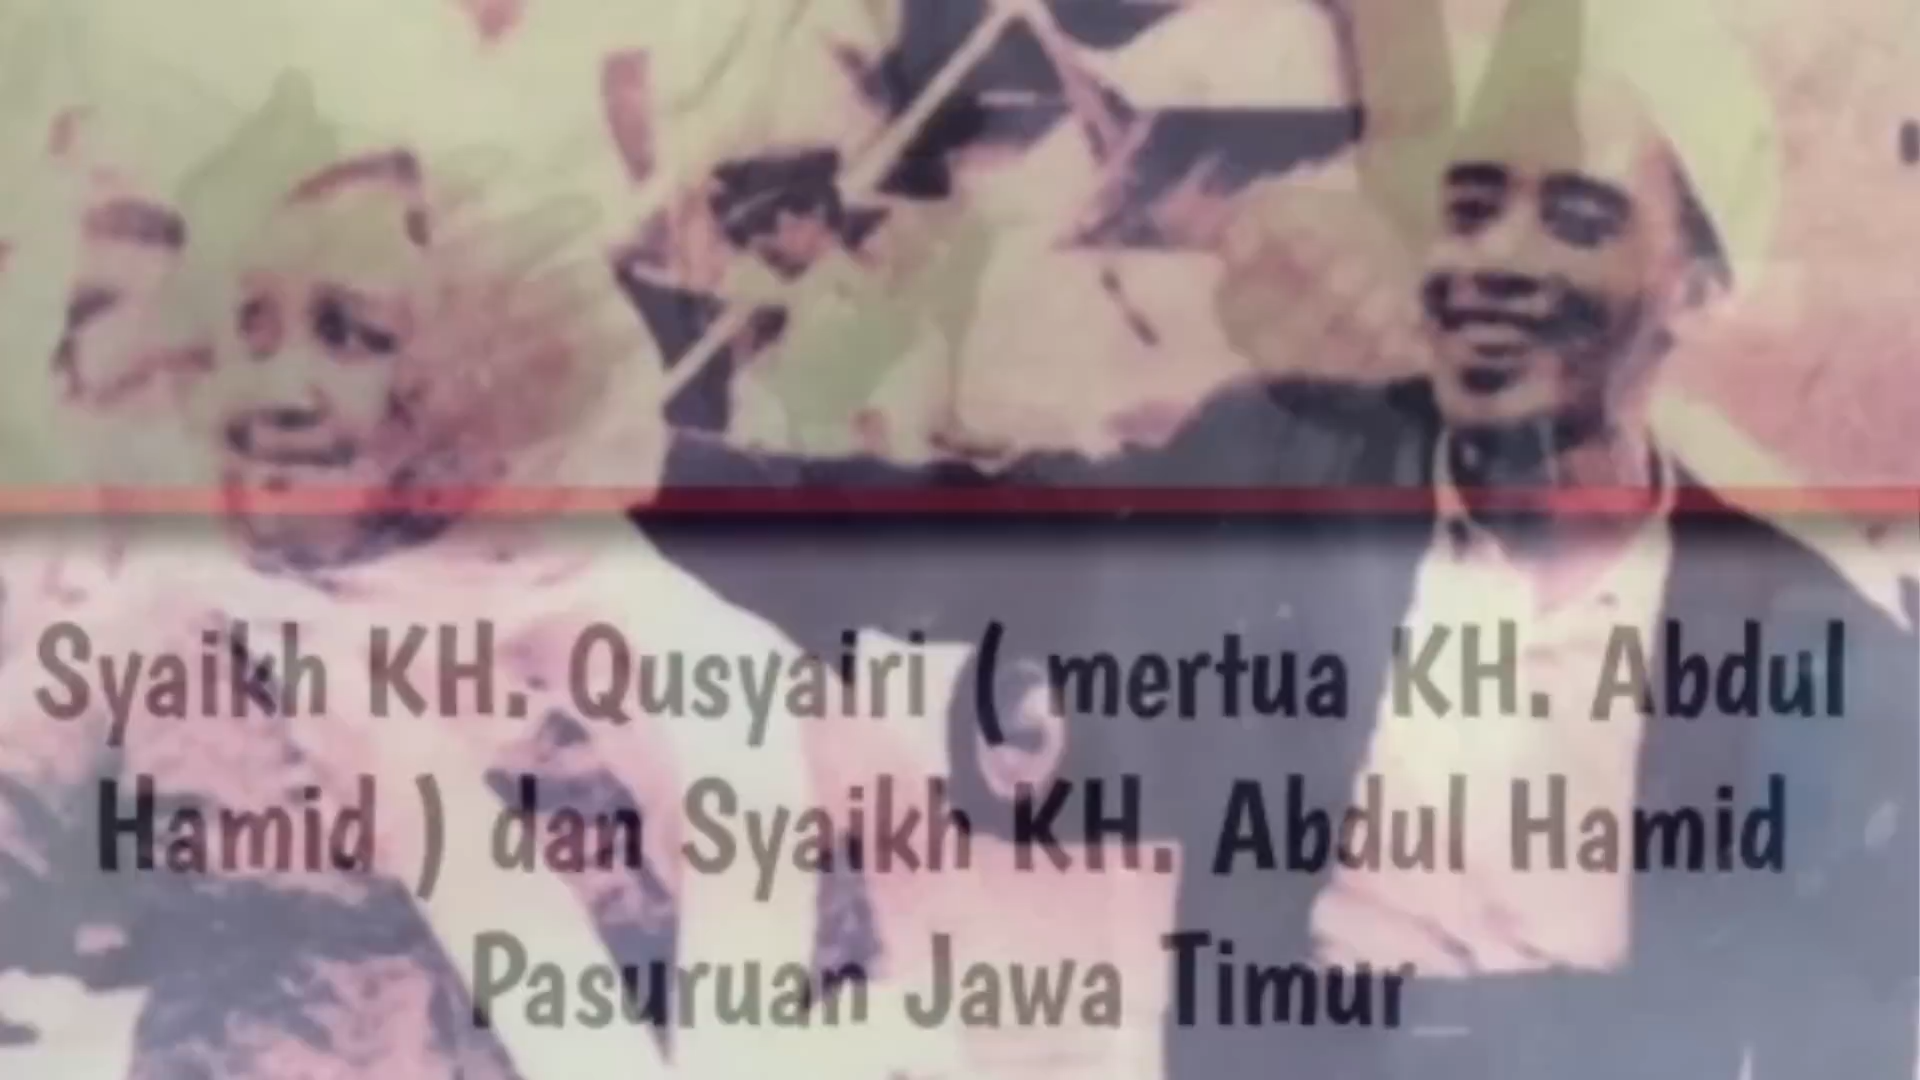 Syaikh KH. Qusyairi ( mertua KH. Abdul
Hamid ) dan Syaikh KH. Abdul Hamid
Pasuruan Jawa Timur